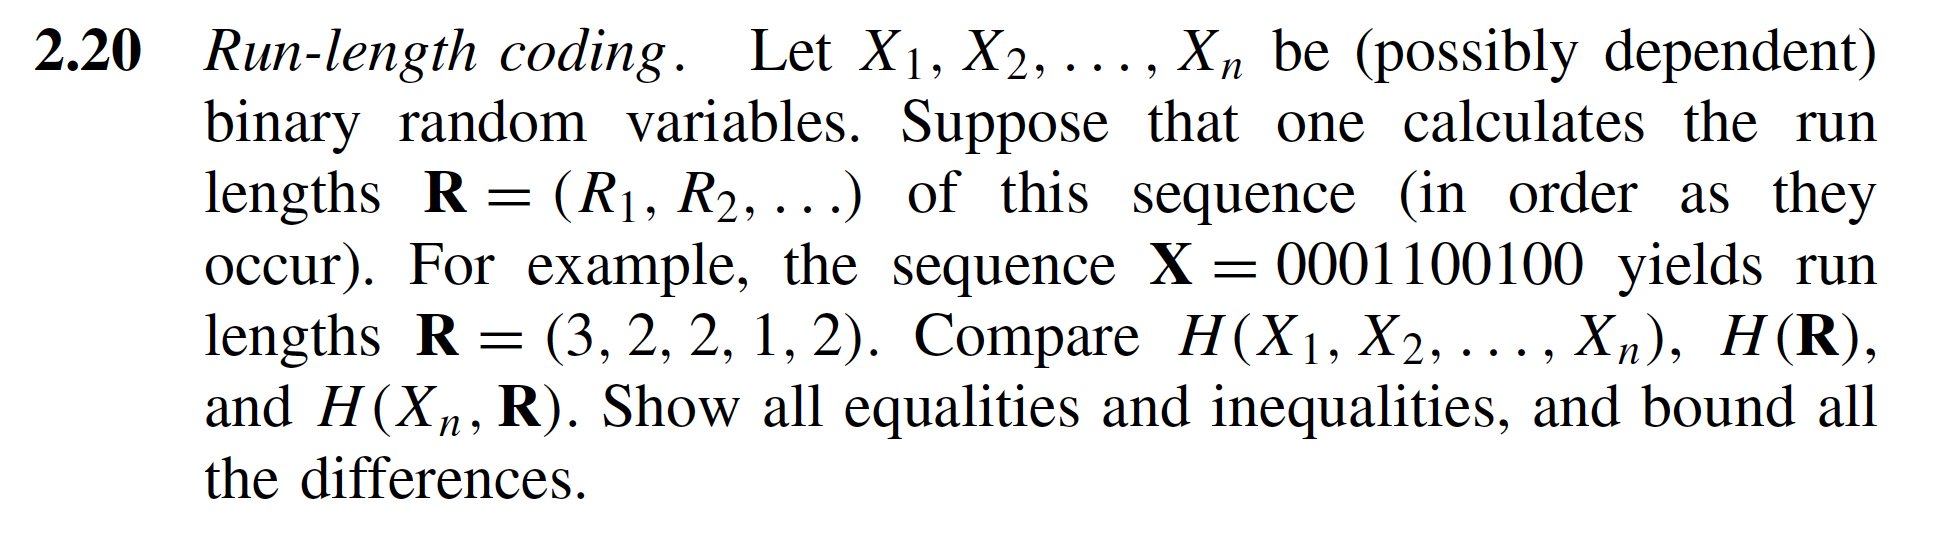 2.20 Run-length coding. Let X₁, X₂, . . . , Xₙ be (possibly dependent)
binary random variables. Suppose that one calculates the run
lengths R = (R₁, R₂, . . .) of this sequence (in order as they
occur). For example, the sequence X = 0001100100 yields run
lengths R = (3, 2, 2, 1, 2). Compare H(X₁, X₂, . . . , Xₙ), H(R),
and H(Xₙ, R). Show all equalities and inequalities, and bound all
the differences.